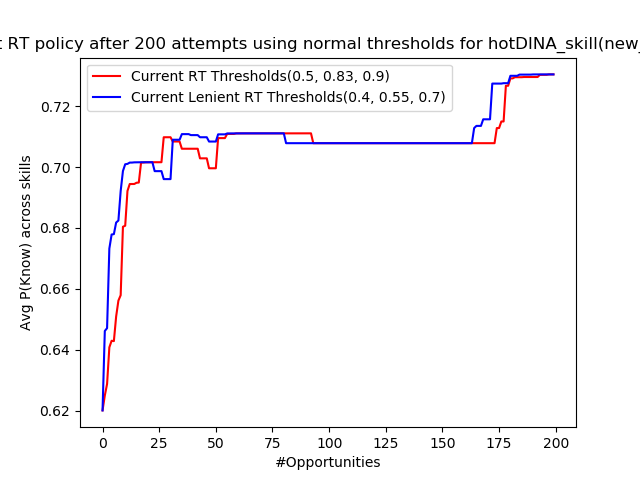 RT policy after 200 attempts using normal thresholds for hotDINA_skill(new_
Current RT Thresholds(0.5, 0.83, 0.9)
Current Lenient RT Thresholds(0.4, 0.55, 0.7)
Avg P(Know) across skills
0.72
0.70
0.68
0.66
0.64
0.62
0 25 50 75 100 125 150 175 200
#Opportunities